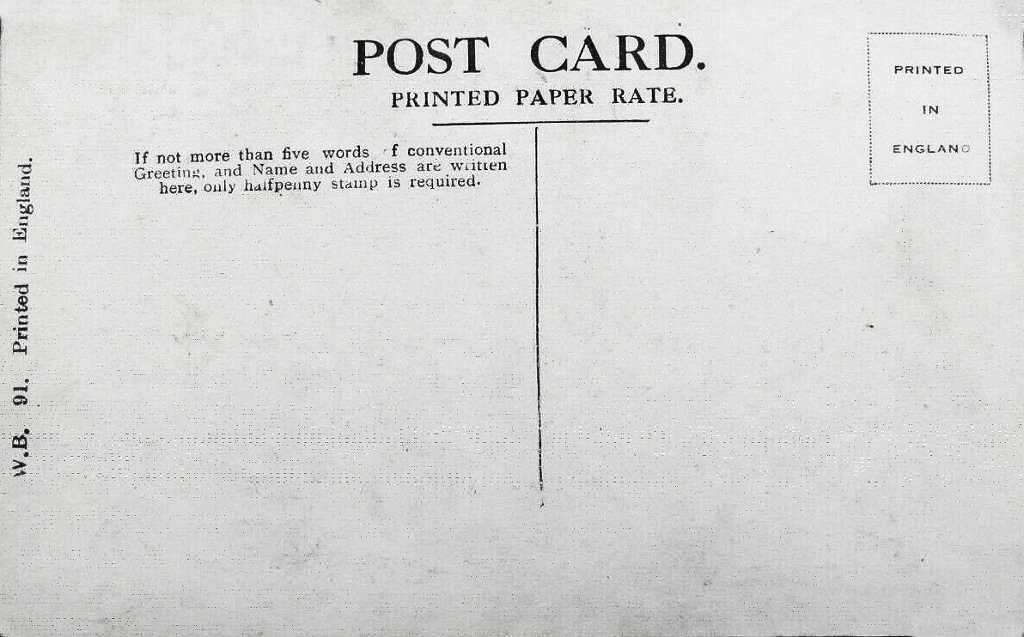 POST CARD.
PRINTED PAPER RATE.
PRINTED
IN
ENGLAND
If not more than five words of conventional
Greeting, and Name and Address are written
here, only halfpenny stamp is required.
W.B. 91. Printed in England.